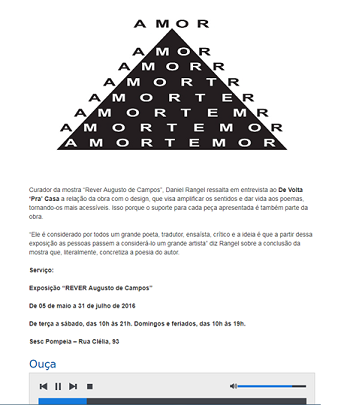 AMOR
AMOR
AMORR
AMORTR
AMORTER
AMORTEMR
AMORTEMOR
AMORTEMOR
Curador da mostra “Rever Augusto de Campos”, Daniel Rangel ressalta em entrevista ao De Volta
‘Pra’ Casa a relação da obra com o design, que visa amplificar os sentidos e dar vida aos poemas,
tornando-os mais acessíveis. Isso porque o suporte para cada peça apresentada é também parte da
obra.
“Ele é considerado por todos um grande poeta, tradutor, ensaísta, crítico e a ideia é que a partir dessa
exposição as pessoas passem a considerá-lo um grande artista” diz Rangel sobre a conclusão da
mostra que, literalmente, concretiza a poesia do autor.
Serviço:
Exposição “REVER Augusto de Campos”
De 05 de maio a 31 de julho de 2016
De terça a sábado, das 10h às 21h. Domingos e feriados, das 10h às 19h.
Sesc Pompeia – Rua Clélia, 93
Ouça